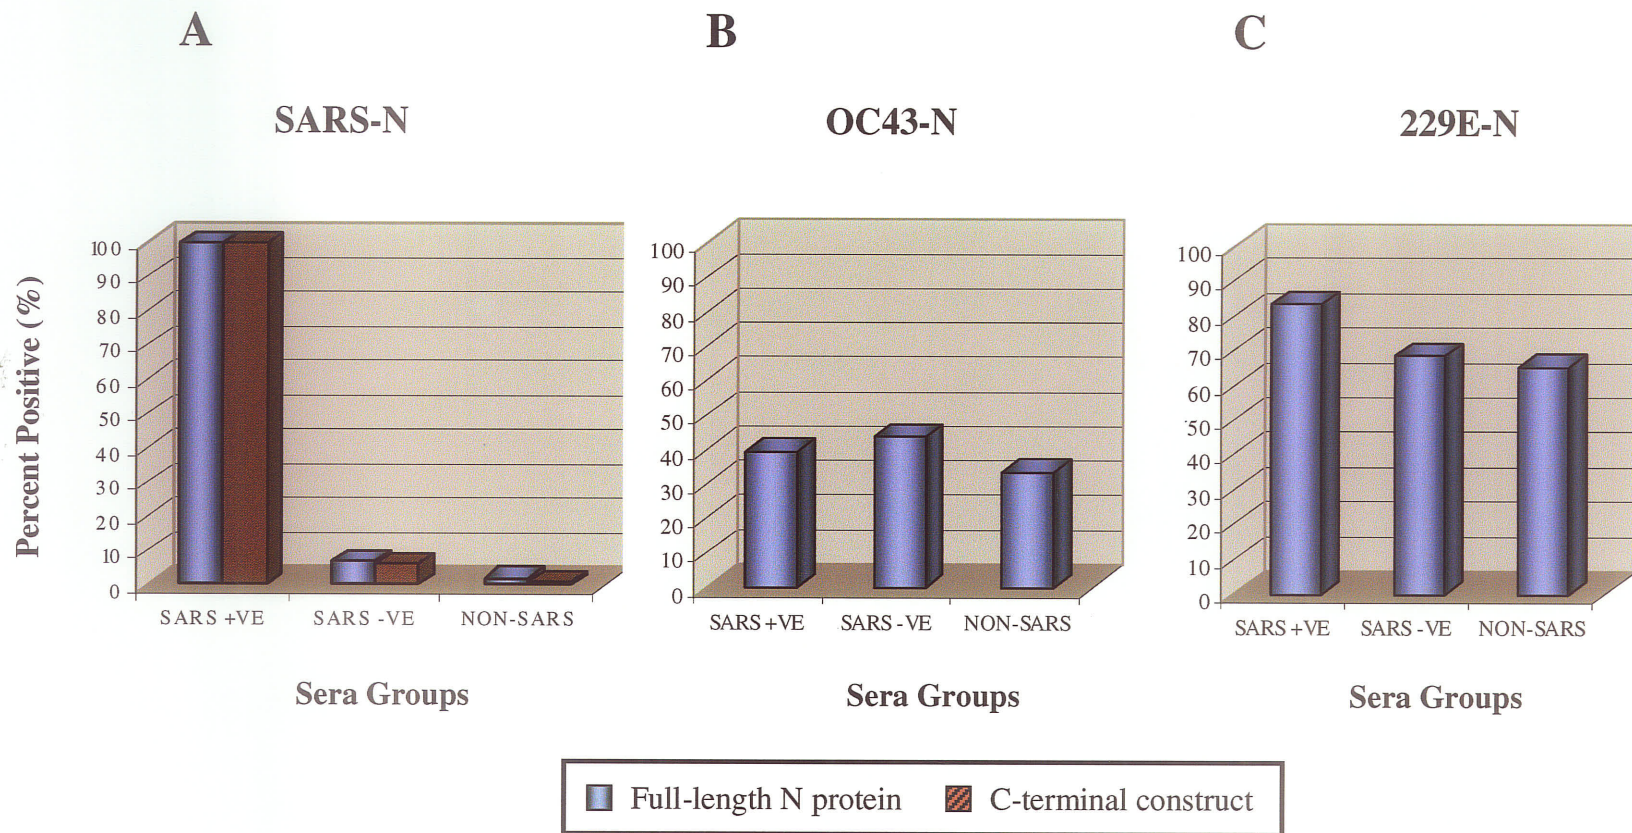 A
B
C
SARS-N
OC43-N
229E-N
Percent Positive (%)
100
90
80
70
60
50
40
30
20
10
0
SARS +VE
SARS -VE
NON-SARS
Sera Groups
100
90
80
70
60
50
40
30
20
10
0
SARS +VE
SARS -VE
NON-SARS
Sera Groups
100
90
80
70
60
50
40
30
20
10
0
SARS +VE
SARS -VE
NON-SARS
Sera Groups
Full-length N protein
C-terminal construct